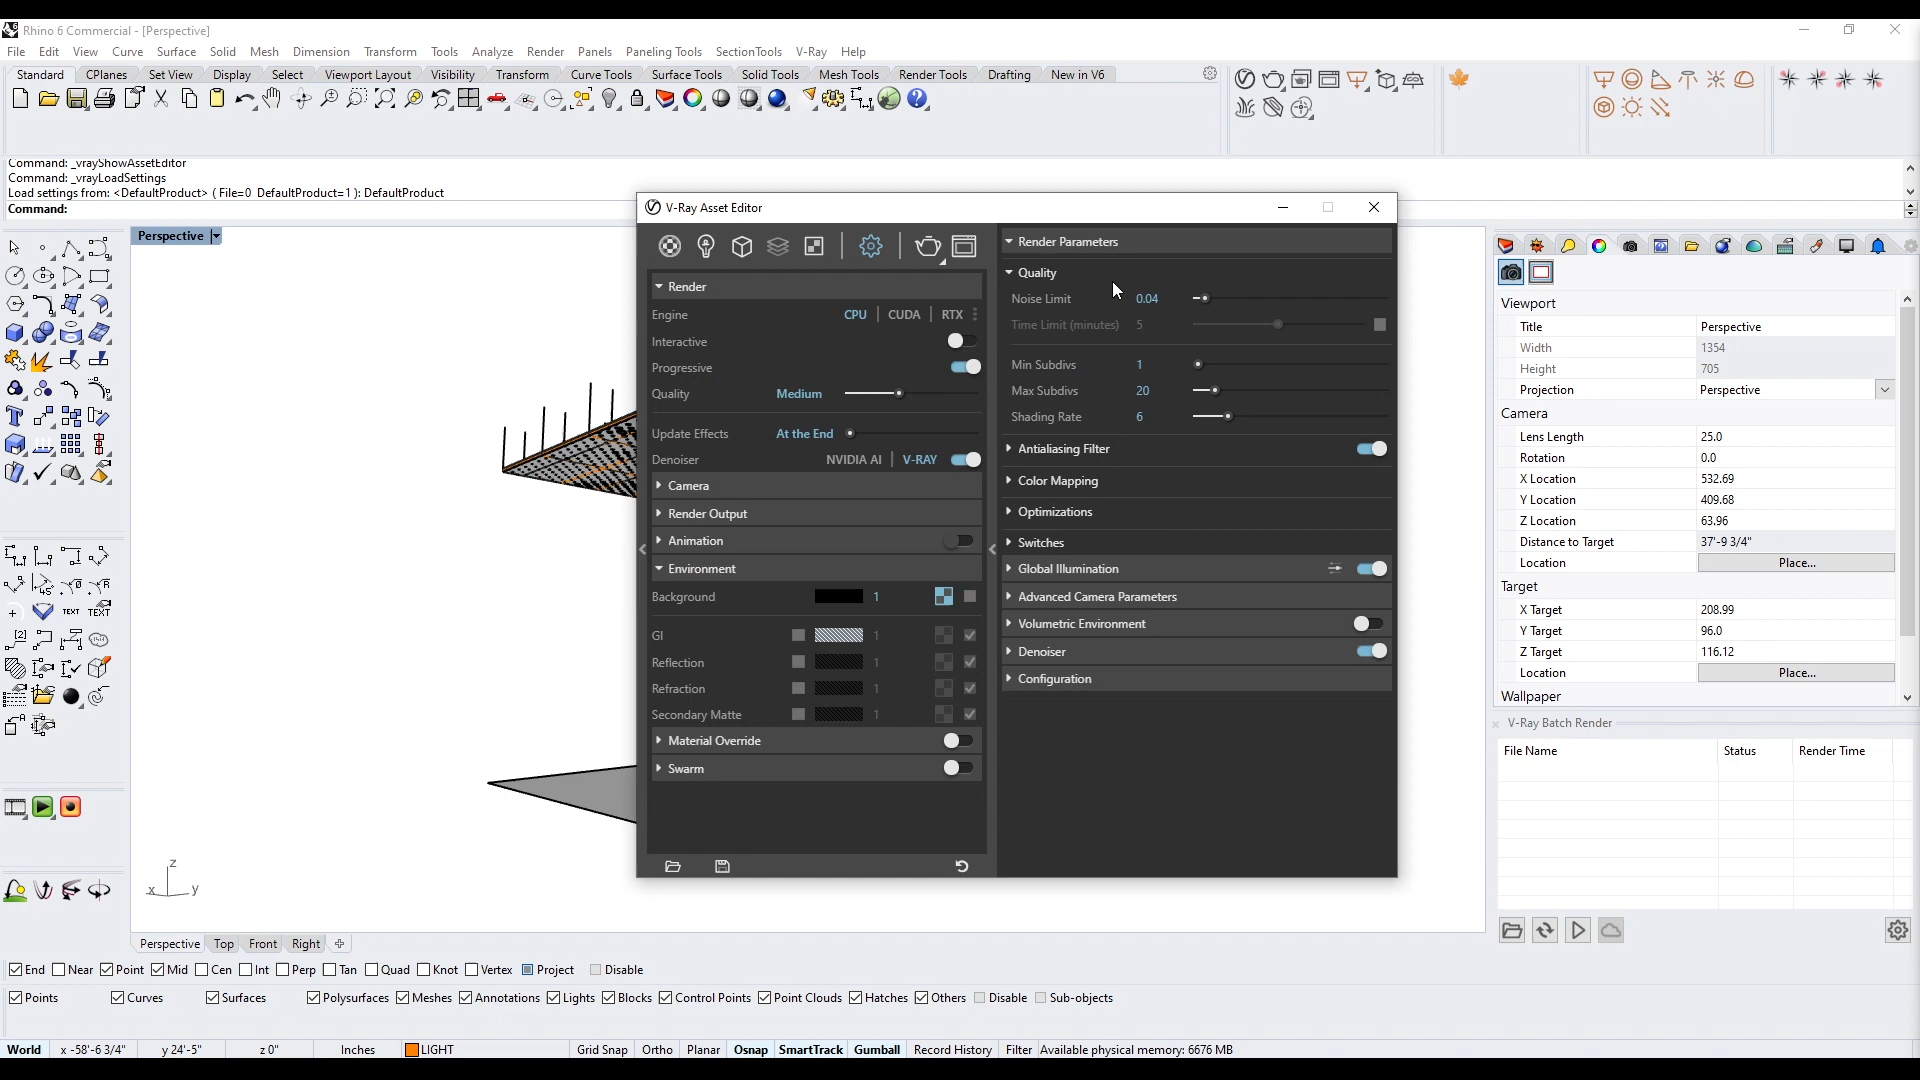 Rhino 6 Commercial - [Perspective]
File Edit View Curve Surface Solid Mesh Dimension Transform Tools Analyze Render Panels Paneling Tools SectionTools V-Ray Help
Standard CPlanes Set View Display Select Viewport Layout Visibility Transform Curve Tools Surface Tools Solid Tools Mesh Tools Render Tools Drafting New in V6
Command: _vrayShowAssetEditor
Command: _vrayLoadSettings
Load settings from: <DefaultProduct> ( File=0 DefaultProduct=1 ): DefaultProduct
Command:
Perspective
V-Ray Asset Editor
Render
Engine CPU CUDA RTX
Interactive
Progressive
Quality Medium
Update Effects At the End
Denoiser NVIDIA AI V-RAY
Camera
Render Output
Animation
Environment
Background 1
GI 1
Reflection 1
Refraction 1
Secondary Matte 1
Material Override
Swarm
Render Parameters
Quality
Noise Limit 0.04
Time Limit (minutes) 5
Min Subdivs 1
Max Subdivs 20
Shading Rate 6
Antialiasing Filter
Color Mapping
Optimizations
Switches
Global Illumination
Advanced Camera Parameters
Volumetric Environment
Denoiser
Configuration
Viewport
Title Perspective
Width 1354
Height 705
Projection Perspective
Camera
Lens Length 25.0
Rotation 0.0
X Location 532.69
Y Location 409.68
Z Location 63.96
Distance to Target 37'-9 3/4"
Location Place...
Target
X Target 208.99
Y Target 96.0
Z Target 116.12
Location Place...
Wallpaper
V-Ray Batch Render
File Name Status Render Time
TEXT TEXT
z
x y
Perspective Top Front Right
End Near Point Mid Cen Int Perp Tan Quad Knot Vertex Project Disable
Points Curves Surfaces Polysurfaces Meshes Annotations Lights Blocks Control Points Point Clouds Hatches Others Disable Sub-objects
World x -58'-6 3/4" y 24'-5" z 0" Inches LIGHT Grid Snap Ortho Planar Osnap SmartTrack Gumball Record History Filter Available physical memory: 6676 MB